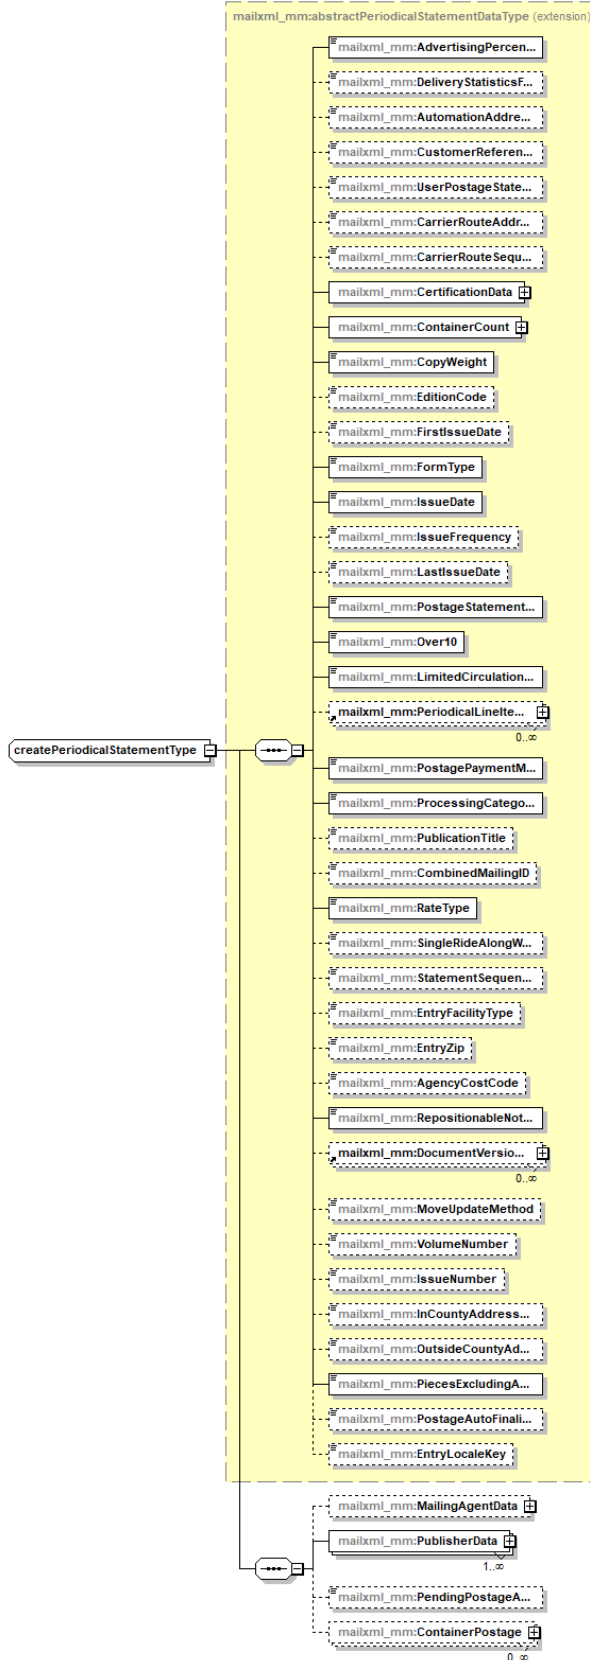 mailxml_mm:abstractPeriodicalStatementDataType (extension)
mailxml_mm:AdvertisingPercen...
mailxml_mm:DeliveryStatisticsF...
mailxml_mm:AutomationAddre...
mailxml_mm:CustomerReferen...
mailxml_mm:UserPostageState...
mailxml_mm:CarrierRouteAddr...
mailxml_mm:CarrierRouteSequ...
mailxml_mm:CertificationData
mailxml_mm:ContainerCount
mailxml_mm:CopyWeight
mailxml_mm:EditionCode
mailxml_mm:FirstIssueDate
mailxml_mm:FormType
mailxml_mm:IssueDate
mailxml_mm:IssueFrequency
mailxml_mm:LastIssueDate
mailxml_mm:PostageStatement...
mailxml_mm:Over10
mailxml_mm:LimitedCirculation...
mailxml_mm:PeriodicalLineIte...
0..∞
createPeriodicalStatementType
mailxml_mm:PostagePaymentM...
mailxml_mm:ProcessingCatego...
mailxml_mm:PublicationTitle
mailxml_mm:CombinedMailingID
mailxml_mm:RateType
mailxml_mm:SingleRideAlongW...
mailxml_mm:StatementSequen...
mailxml_mm:EntryFacilityType
mailxml_mm:EntryZip
mailxml_mm:AgencyCostCode
mailxml_mm:RepositionableNot...
mailxml_mm:DocumentVersio...
0..∞
mailxml_mm:MoveUpdateMethod
mailxml_mm:VolumeNumber
mailxml_mm:IssueNumber
mailxml_mm:InCountyAddress...
mailxml_mm:OutsideCountyAd...
mailxml_mm:PiecesExcludingA...
mailxml_mm:PostageAutoFinali...
mailxml_mm:EntryLocaleKey
mailxml_mm:MailingAgentData
mailxml_mm:PublisherData
1..∞
mailxml_mm:PendingPostageA...
mailxml_mm:ContainerPostage
0..∞